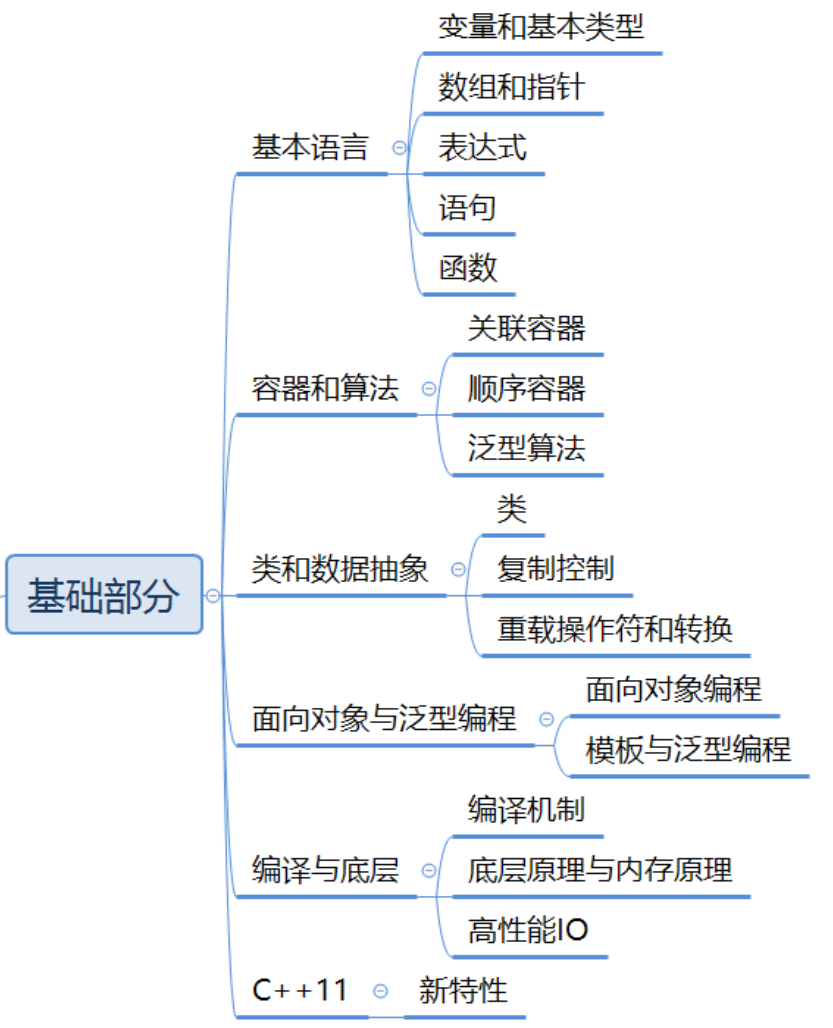 基础部分
基本语言
变量和基本类型
数组和指针
表达式
语句
函数
容器和算法
关联容器
顺序容器
泛型算法
类和数据抽象
类
复制控制
重载操作符和转换
面向对象与泛型编程
面向对象编程
模板与泛型编程
编译与底层
编译机制
底层原理与内存原理
高性能IO
C++11
新特性